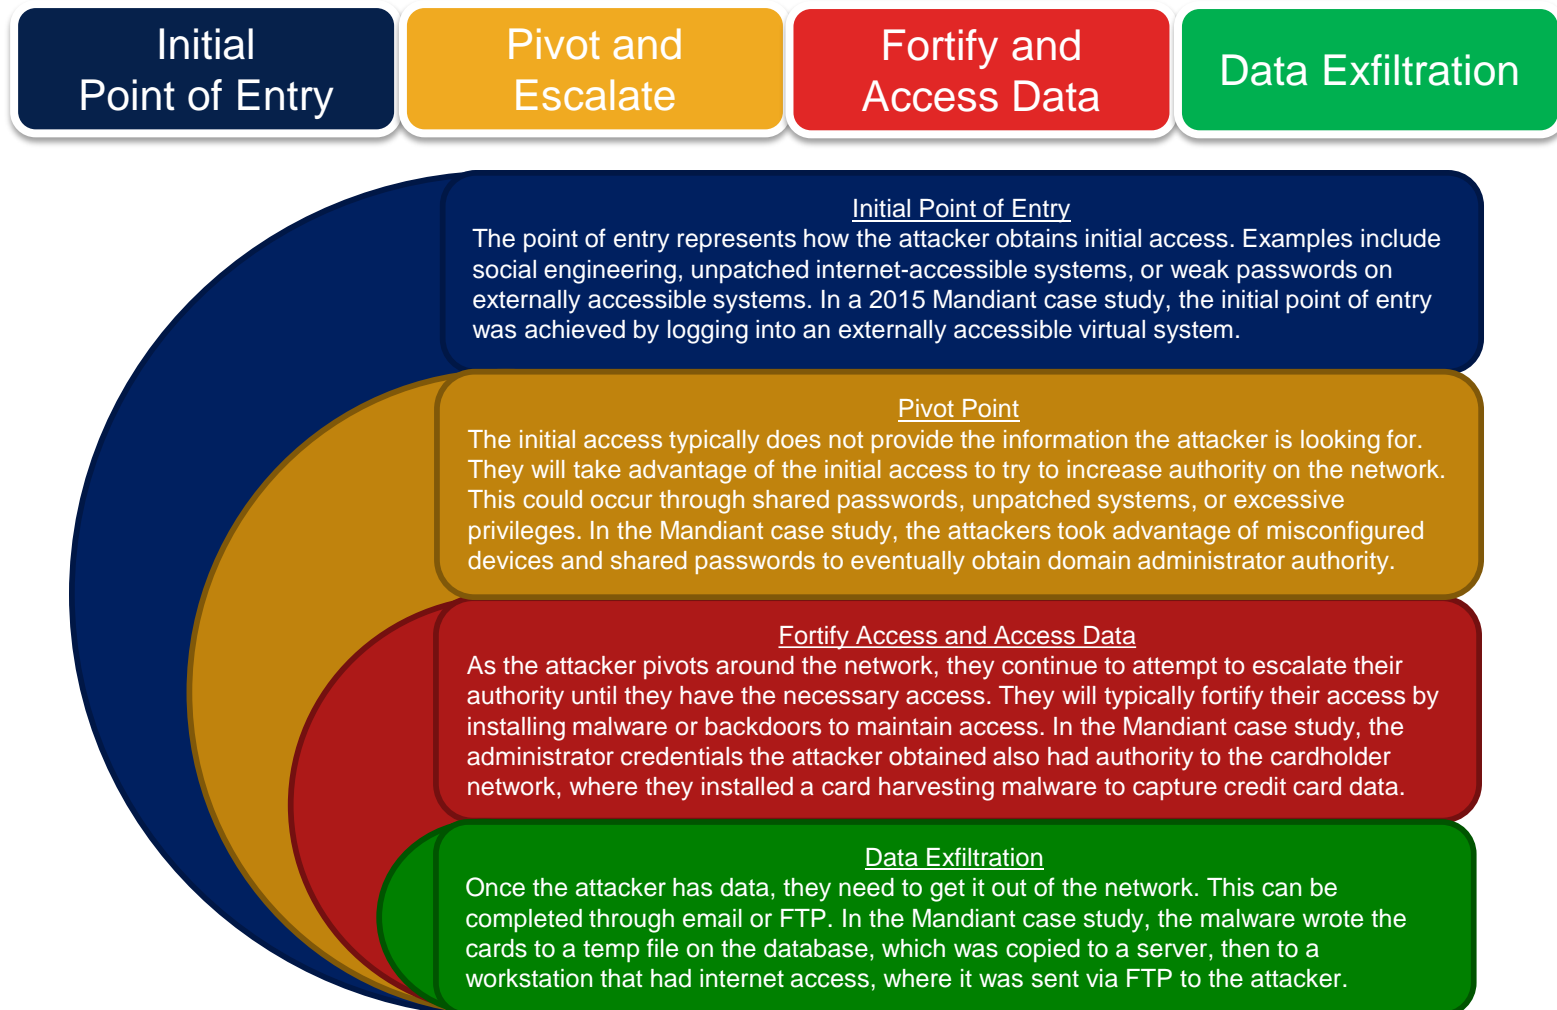 Initial
Point of Entry
Pivot and
Escalate
Fortify and
Access Data
Data Exfiltration
Initial Point of Entry
The point of entry represents how the attacker obtains initial access. Examples include
social engineering, unpatched internet-accessible systems, or weak passwords on
externally accessible systems. In a 2015 Mandiant case study, the initial point of entry
was achieved by logging into an externally accessible virtual system.
Pivot Point
The initial access typically does not provide the information the attacker is looking for.
They will take advantage of the initial access to try to increase authority on the network.
This could occur through shared passwords, unpatched systems, or excessive
privileges. In the Mandiant case study, the attackers took advantage of misconfigured
devices and shared passwords to eventually obtain domain administrator authority.
Fortify Access and Access Data
As the attacker pivots around the network, they continue to attempt to escalate their
authority until they have the necessary access. They will typically fortify their access by
installing malware or backdoors to maintain access. In the Mandiant case study, the
administrator credentials the attacker obtained also had authority to the cardholder
network, where they installed a card harvesting malware to capture credit card data.
Data Exfiltration
Once the attacker has data, they need to get it out of the network. This can be
completed through email or FTP. In the Mandiant case study, the malware wrote the
cards to a temp file on the database, which was copied to a server, then to a
workstation that had internet access, where it was sent via FTP to the attacker.